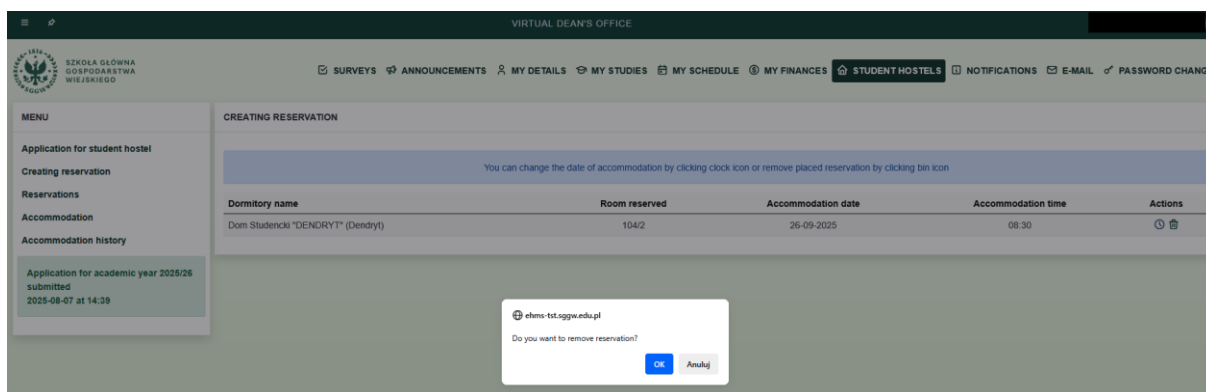 VIRTUAL DEAN'S OFFICE
SZKOŁA GŁÓWNA
GOSPODARSTWA
WIEJSKIEGO
SURVEYS ANNOUNCEMENTS MY DETAILS MY STUDIES MY SCHEDULE MY FINANCES STUDENT HOSTELS NOTIFICATIONS E-MAIL PASSWORD CHANG
MENU
Application for student hostel
Creating reservation
Reservations
Accommodation
Accommodation history
Application for academic year 2025/26
submitted
2025-08-07 at 14:39
CREATING RESERVATION
You can change the date of accommodation by clicking clock icon or remove placed reservation by clicking bin icon
Dormitory name Room reserved Accommodation date Accommodation time Actions
Dom Studencki "DENDRYT" (Dendryt) 104/2 26-09-2025 08:30
ehms-tst.sggw.edu.pl
Do you want to remove reservation?
OK Anuluj